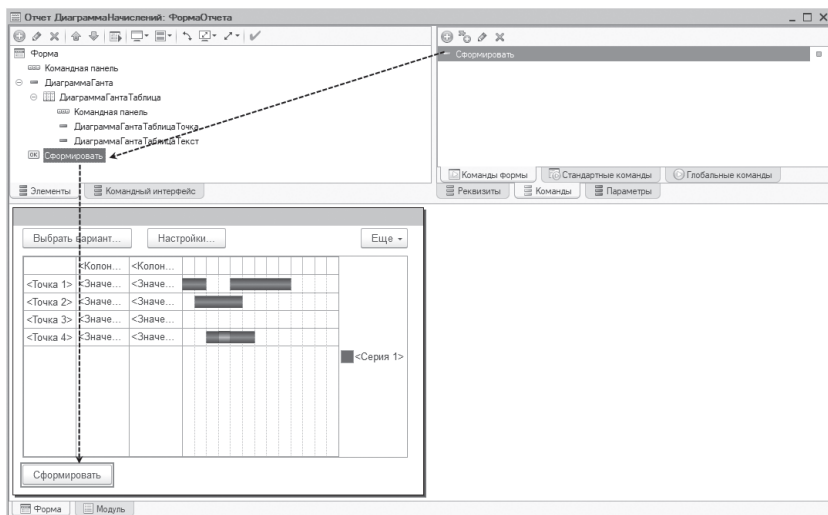 Отчет ДиаграммаНачислений: ФормаОтчета
Форма
Командная панель
ДиаграммаГанта
ДиаграммаГантаТаблица
Командная панель
ДиаграммаГантаТаблицаТочка
ДиаграммаГантаТаблицаТекст
OK Сформировать
Элементы
Командный интерфейс
Сформировать
Команды формы
Стандартные команды
Глобальные команды
Реквизиты
Команды
Параметры
Выбрать вариант...
Настройки...
Еще
<Колон... <Колон...
<Точка 1> <Значе... <Значе...
<Точка 2> <Значе... <Значе...
<Точка 3> <Значе... <Значе...
<Точка 4> <Значе... <Значе...
<Серия 1>
Сформировать
Форма
Модуль